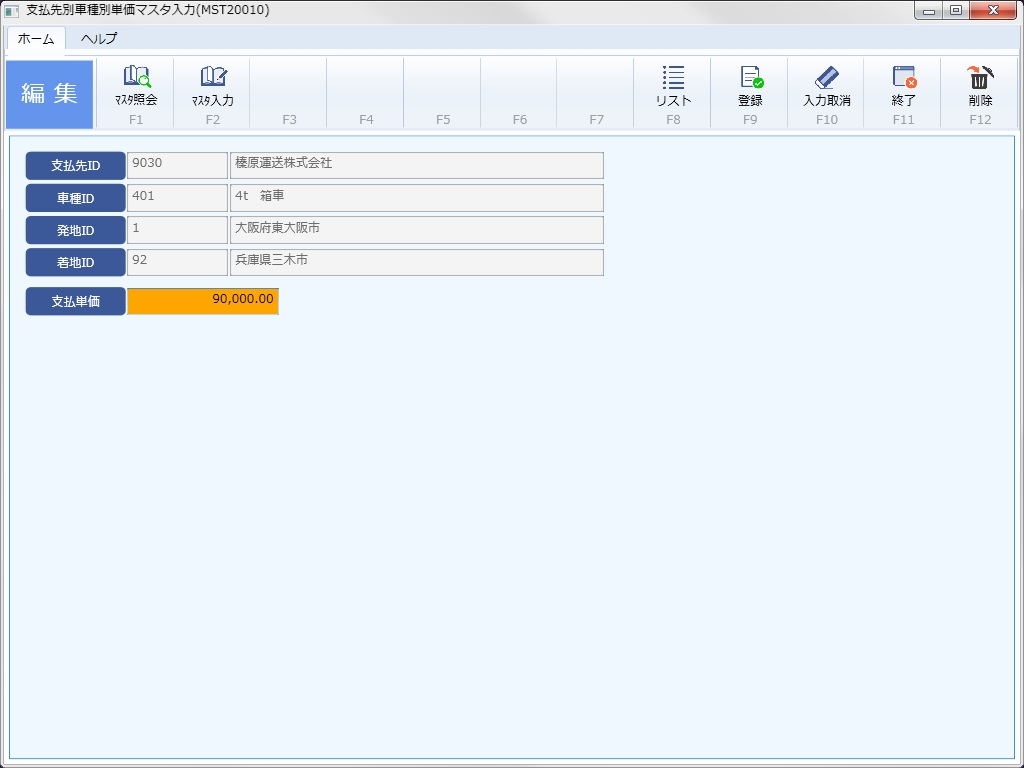 支払先別車種別単価マスタ入力(MST20010)
ホーム ヘルプ
編集
ﾏｽﾀ照会 ﾏｽﾀ入力 リスト 登録 入力取消 終了 削除
F1 F2 F3 F4 F5 F6 F7 F8 F9 F10 F11 F12
支払先ID 9030 榛原運送株式会社
車種ID 401 4t　箱車
発地ID 1 大阪府東大阪市
着地ID 92 兵庫県三木市
支払単価 90,000.00